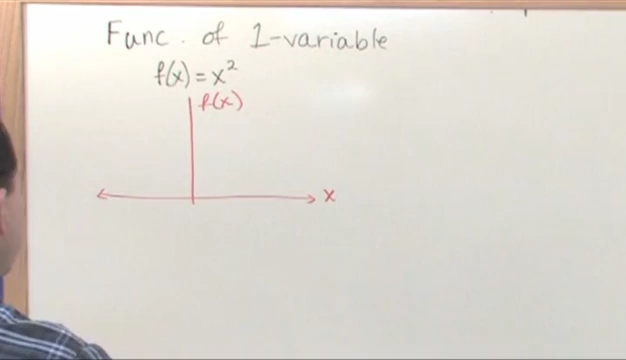 Func. of 1-variable
f(x) = x²
f(x)
x